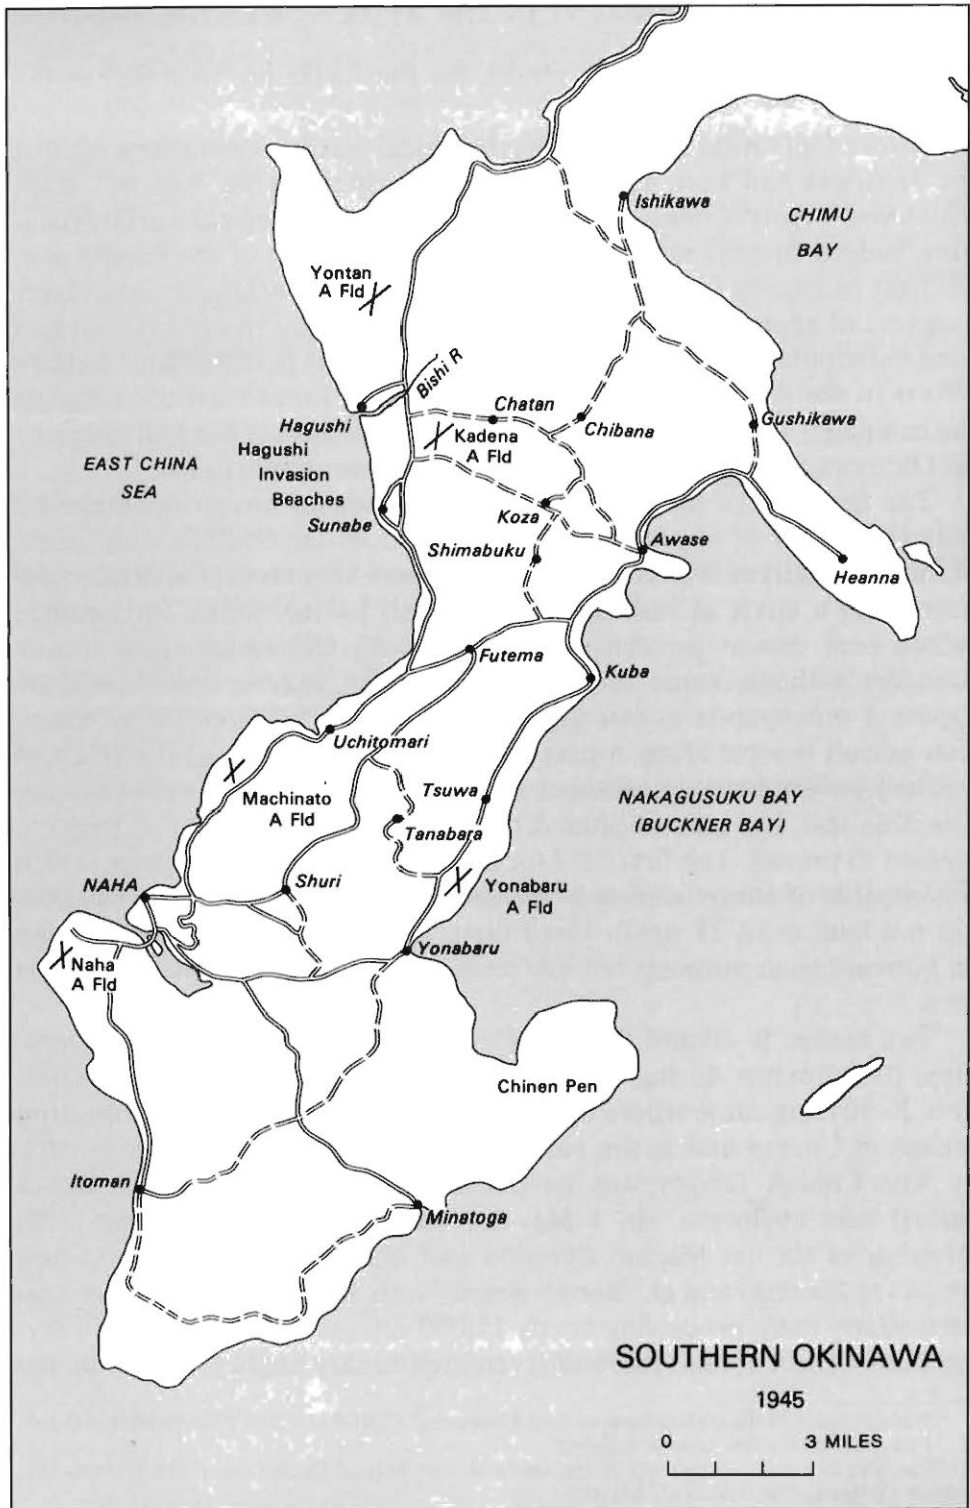 Ishikawa
CHIMU
BAY
Yontan
A Fld
Bishi R
Hagushi
Chatan
Chibana
Gushikawa
Kadena
A Fld
Hagushi
Invasion
Beaches
EAST CHINA
SEA
Sunabe
Koza
Shimabuku
Awase
Heanna
Futema
Kuba
Uchitomari
Machinato
A Fld
Tsuwa
NAKAGUSUKU BAY
(BUCKNER BAY)
Tanabara
NAHA
Shuri
Yonabaru
A Fld
Naha
A Fld
Yonabaru
Chinen Pen
Itoman
Minatoga
SOUTHERN OKINAWA
1945
0 3 MILES